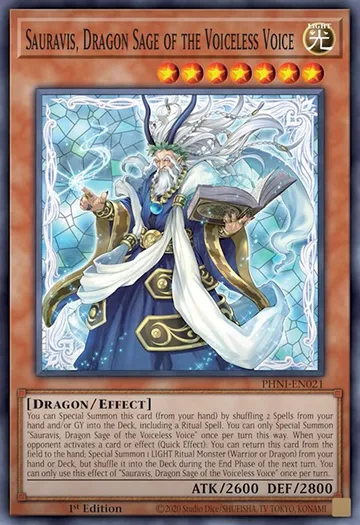 Sauravis, Dragon Sage of the Voiceless Voice
LIGHT
光
PHNI-EN021
[Dragon/Effect]
You can Special Summon this card (from your hand) by shuffling 2 Spells from your
hand and/or GY into the Deck, including a Ritual Spell. You can only Special Summon
"Sauravis, Dragon Sage of the Voiceless Voice" once per turn this way. When your
opponent activates a card or effect (Quick Effect): You can return this card from
the field to the hand; Special Summon 1 LIGHT Ritual Monster (Warrior or Dragon) from your
hand or Deck, but shuffle it into the Deck during the End Phase of the next turn. You
can only use this effect of "Sauravis, Dragon Sage of the Voiceless Voice" once per turn.
ATK/2600 DEF/2800
1st Edition
©2020 Studio Dice/SHUEISHA, TV TOKYO, KONAMI